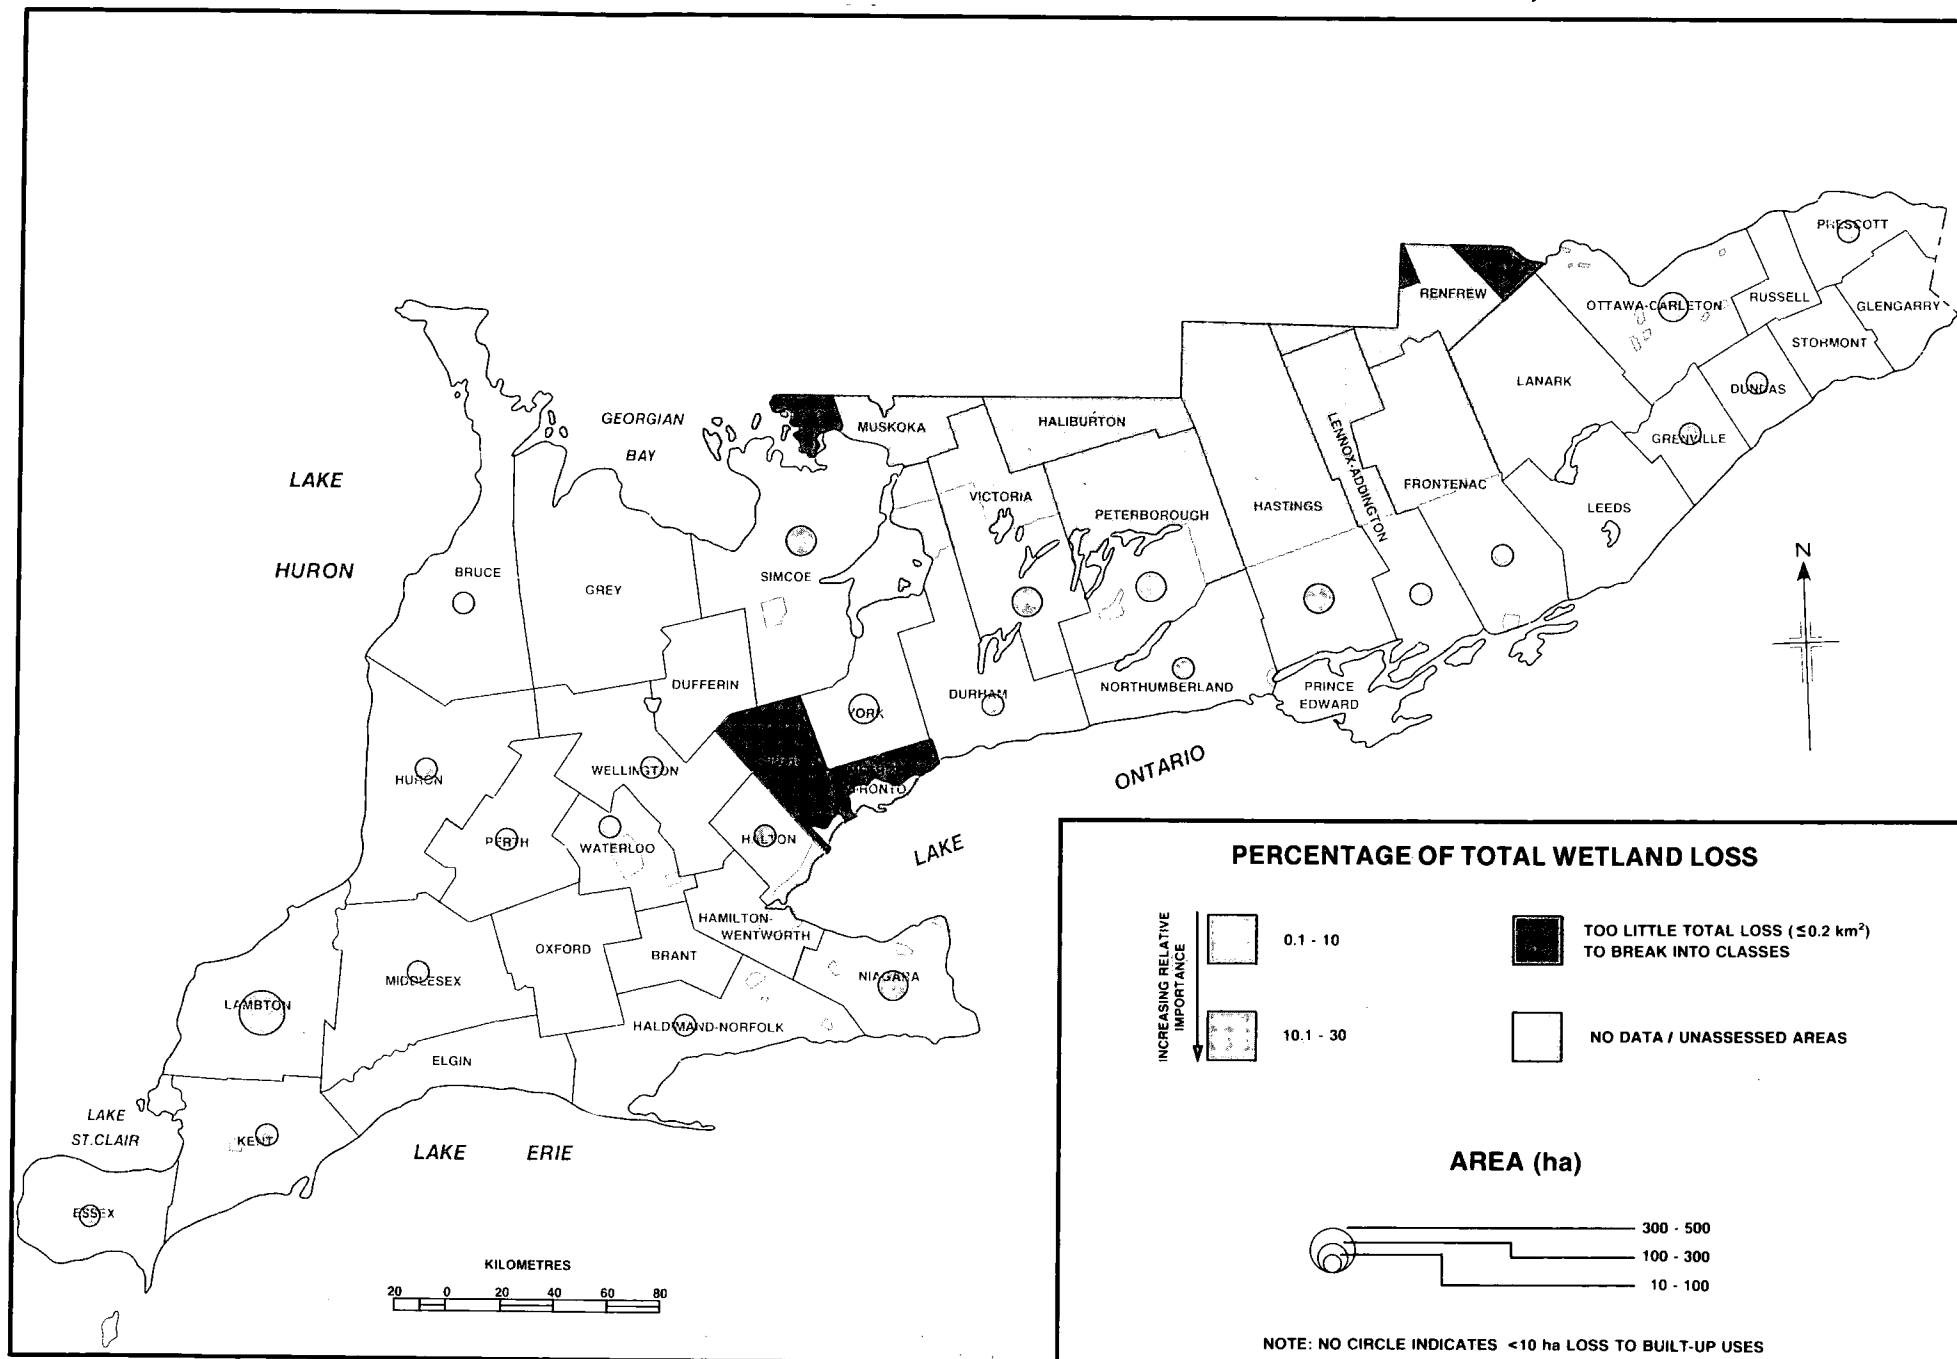 PRESCOTT
RENFREW
OTTAWA-CARLETON
RUSSELL
GLENGARRY
STORMONT
LANARK
DUNDAS
GEORGIAN
BAY
MUSKOKA
HALIBURTON
LENNOX-ADDINGTON
GRENVILLE
LAKE
HURON
VICTORIA
PETERBOROUGH
HASTINGS
FRONTENAC
LEEDS
BRUCE
GREY
SIMCOE
N
DUFFERIN
DURHAM
NORTHUMBERLAND
PRINCE
EDWARD
YORK
HURON
WELLINGTON
ONTARIO
RONTO
PERTH
WATERLOO
HALTON
LAKE
HAMILTON-
WENTWORTH
OXFORD
BRANT
NIAGARA
MIDDLESEX
LAMBTON
HALDIMAND-NORFOLK
ELGIN
LAKE
ST.CLAIR
KENT
LAKE ERIE
ESSEX
KILOMETRES
20 0 20 40 60 80
PERCENTAGE OF TOTAL WETLAND LOSS
INCREASING RELATIVE
IMPORTANCE
0.1 - 10
10.1 - 30
TOO LITTLE TOTAL LOSS (≤0.2 km²)
TO BREAK INTO CLASSES
NO DATA / UNASSESSED AREAS
AREA (ha)
300 - 500
100 - 300
10 - 100
NOTE: NO CIRCLE INDICATES <10 ha LOSS TO BUILT-UP USES